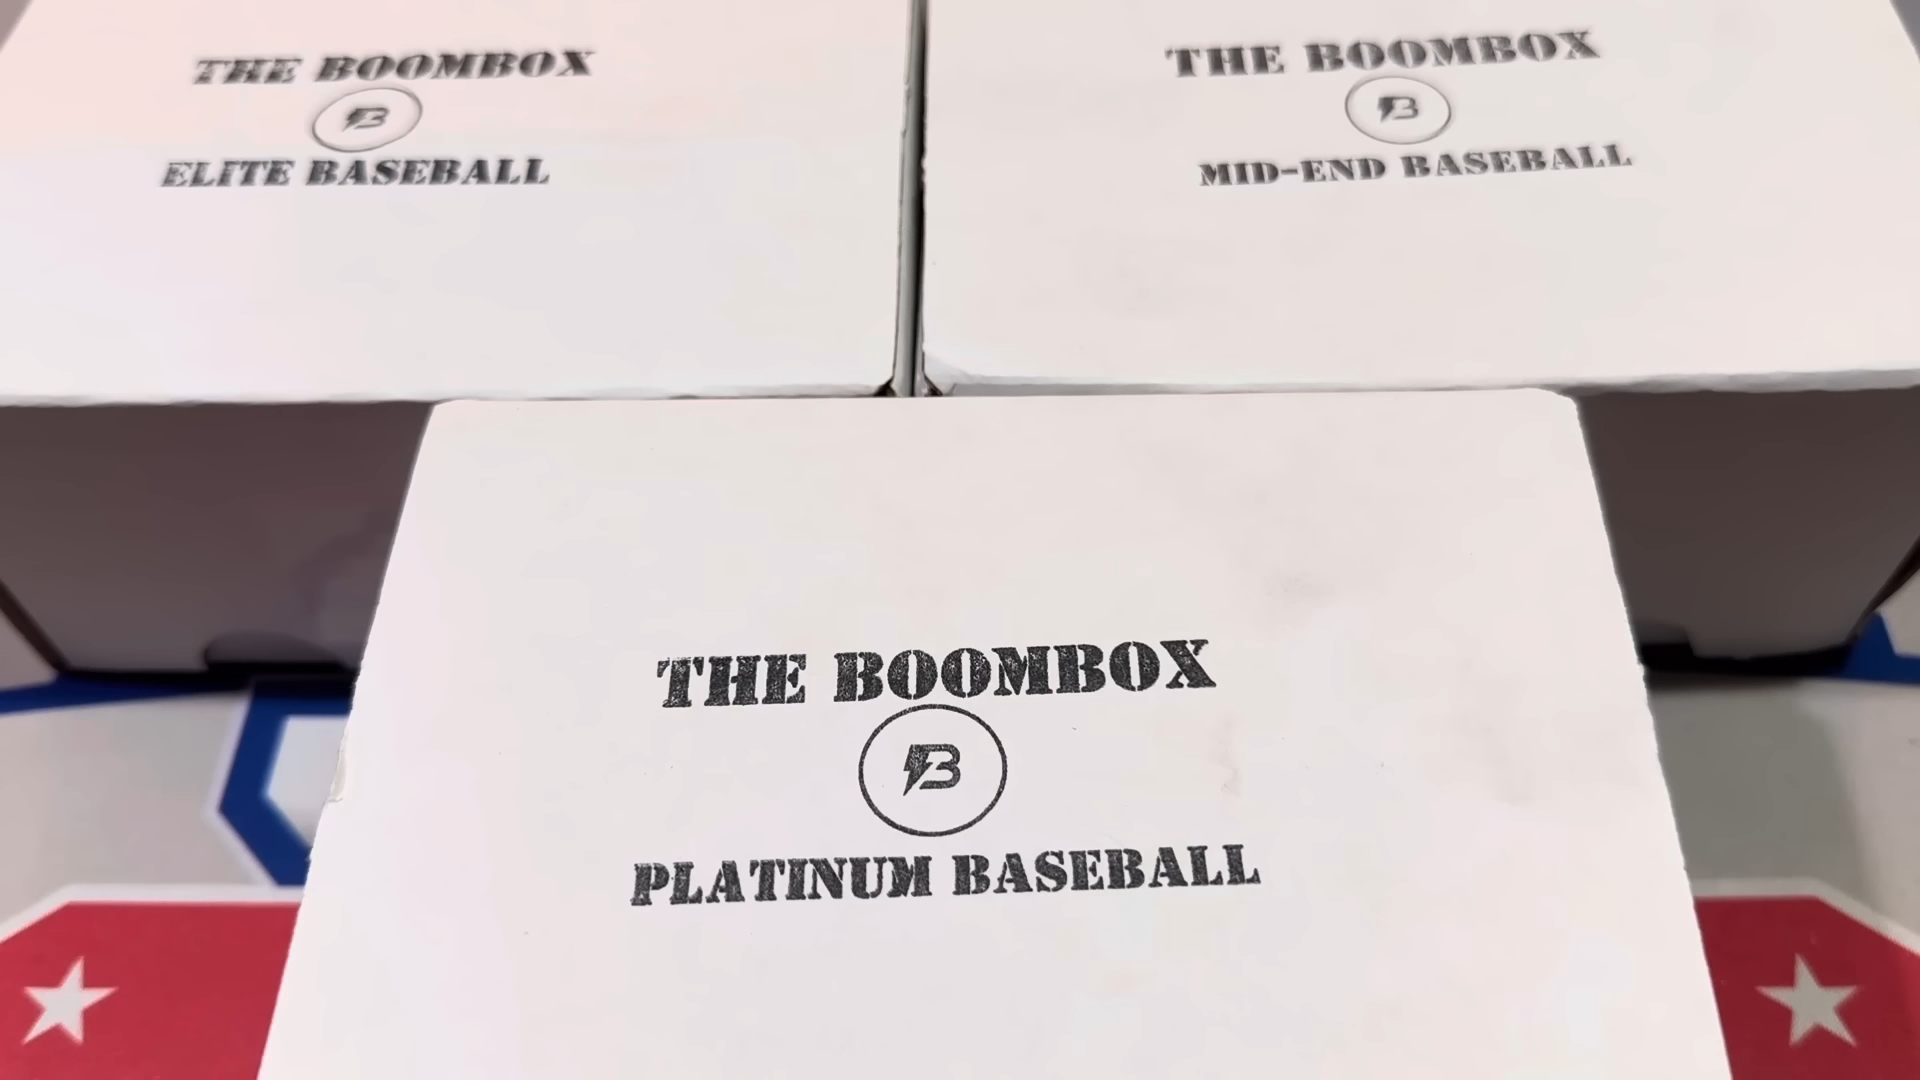 THE BOOMBOX
B
ELITE BASEBALL
THE BOOMBOX
B
MID-END BASEBALL
THE BOOMBOX
B
PLATINUM BASEBALL